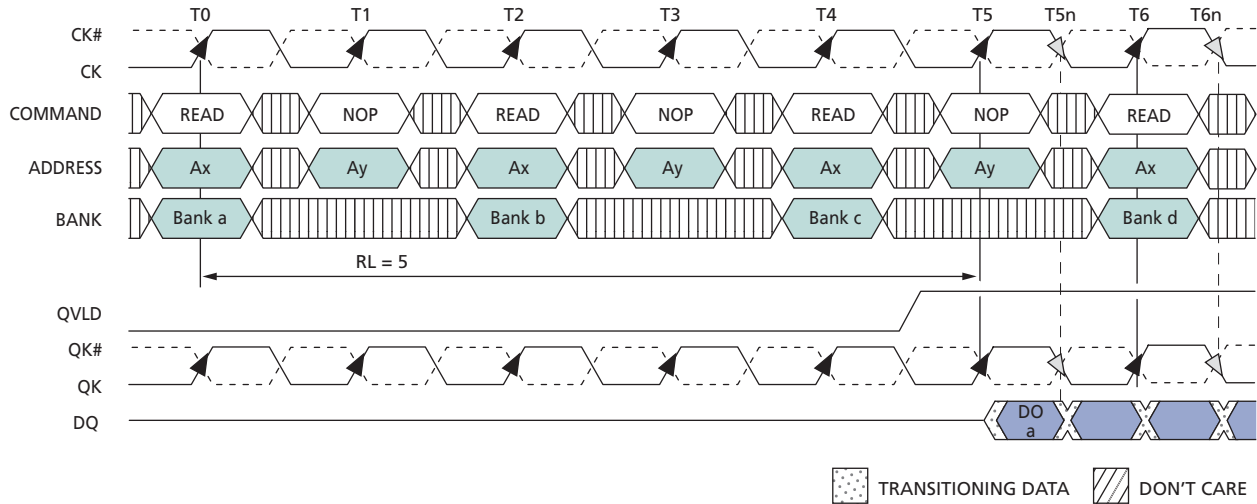 T0 T1 T2 T3 T4 T5 T5n T6 T6n
CK#
CK
COMMAND READ NOP READ NOP READ NOP READ
ADDRESS Ax Ay Ax Ay Ax Ay Ax
BANK Bank a Bank b Bank c Bank d
RL = 5
QVLD
QK#
QK
DQ DO
a
TRANSITIONING DATA DON'T CARE